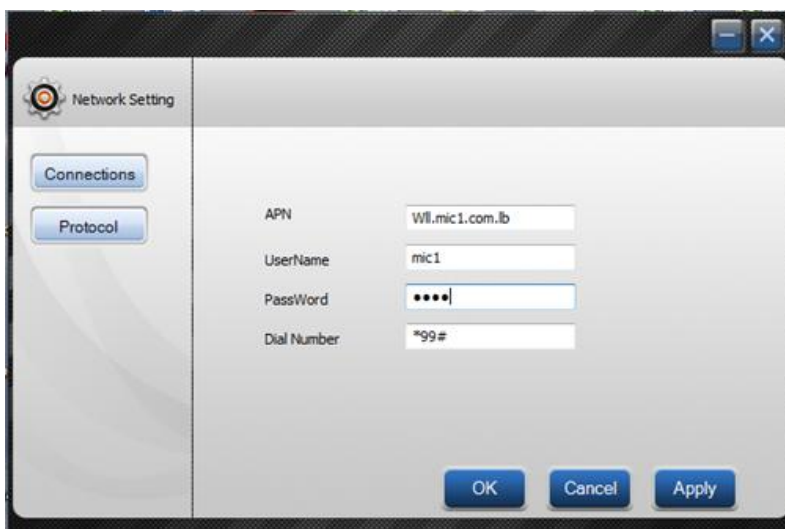 Network Setting
Connections
Protocol
APN
Wll.mic1.com.lb
UserName
mic1
PassWord
••••
Dial Number
*99#
OK
Cancel
Apply